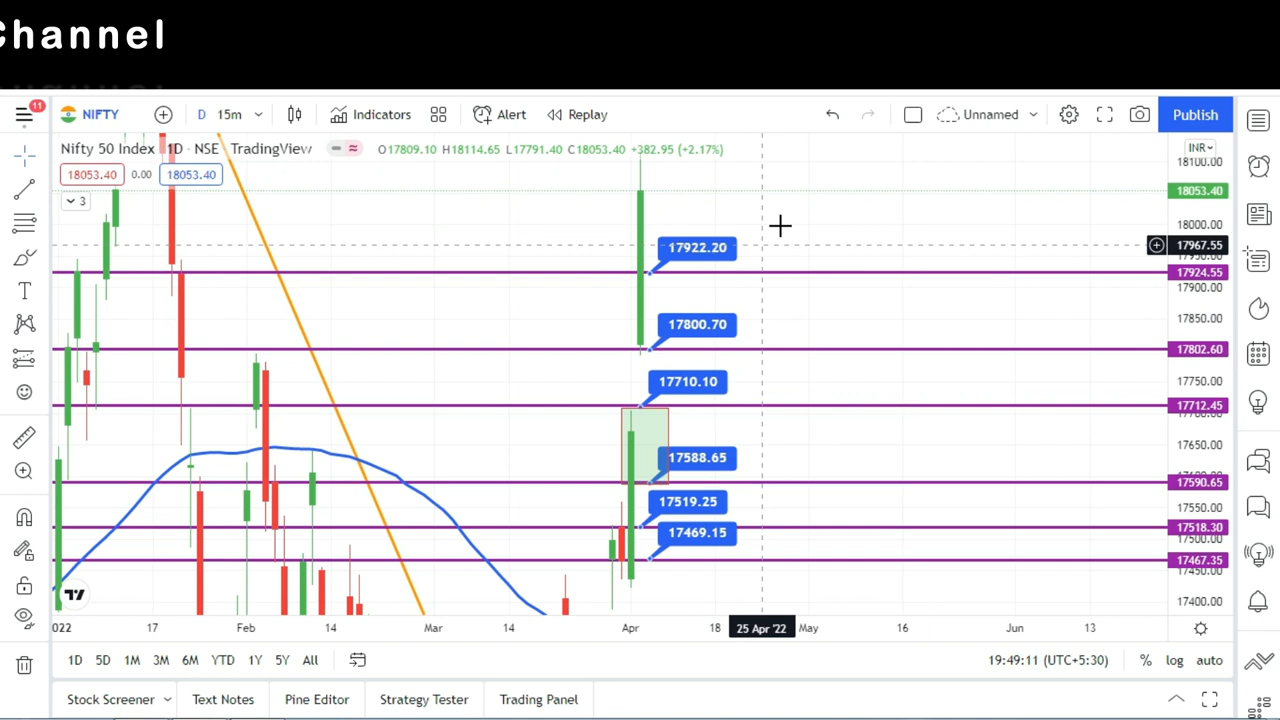 Channel
11
NIFTY
D 15m
Indicators
Alert
Replay
Unnamed
Publish
Nifty 50 Index 1D · NSE TradingView
O17809.10 H18114.65 L17791.40 C18053.40 +382.95 (+2.17%)
INR
18053.40 0.00 18053.40
3
18100.00
18053.40
18000.00
17967.55
17924.55
17900.00
17850.00
17802.60
17750.00
17712.45
17650.00
17590.65
17550.00
17518.30
17500.00
17467.35
17450.00
17400.00
17922.20
17800.70
17710.10
17588.65
17519.25
17469.15
022 17 Feb 14 Mar 14 Apr 18 25 Apr '22 May 16 Jun 13
1D 5D 1M 3M 6M YTD 1Y 5Y All
19:49:11 (UTC+5:30) % log auto
Stock Screener Text Notes Pine Editor Strategy Tester Trading Panel